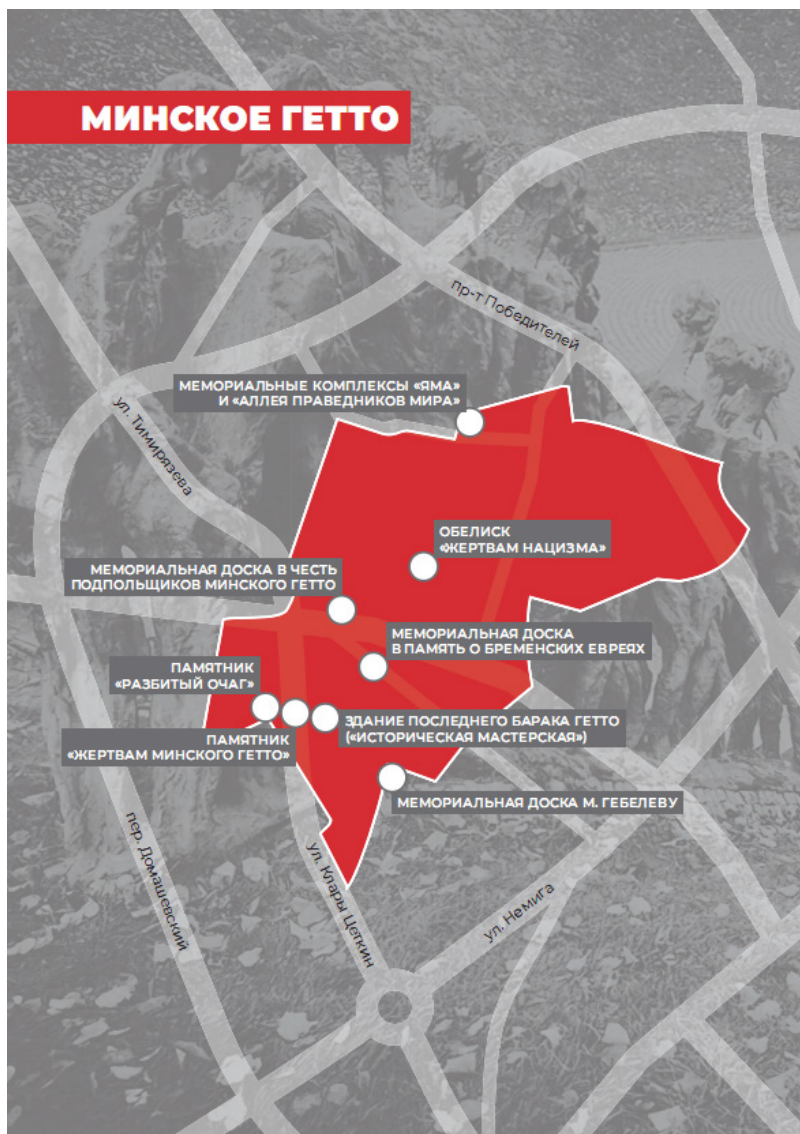 МИНСКОЕ ГЕТТО
пр-т Победителей
МЕМОРИАЛЬНЫЕ КОМПЛЕКСЫ «ЯМА»
И «АЛЛЕЯ ПРАВЕДНИКОВ МИРА»
ул. Тимирязева
ОБЕЛИСК
«ЖЕРТВАМ НАЦИЗМА»
МЕМОРИАЛЬНАЯ ДОСКА В ЧЕСТЬ
ПОДПОЛЬЩИКОВ МИНСКОГО ГЕТТО
МЕМОРИАЛЬНАЯ ДОСКА
В ПАМЯТЬ О БРЕМЕНСКИХ ЕВРЕЯХ
ПАМЯТНИК
«РАЗБИТЫЙ ОЧАГ»
ЗДАНИЕ ПОСЛЕДНЕГО БАРАКА ГЕТТО
(«ИСТОРИЧЕСКАЯ МАСТЕРСКАЯ»)
ПАМЯТНИК
«ЖЕРТВАМ МИНСКОГО ГЕТТО»
МЕМОРИАЛЬНАЯ ДОСКА М. ГЕБЕЛЕВУ
пер. Домашевский
ул. Клары Цеткин
ул. Немига